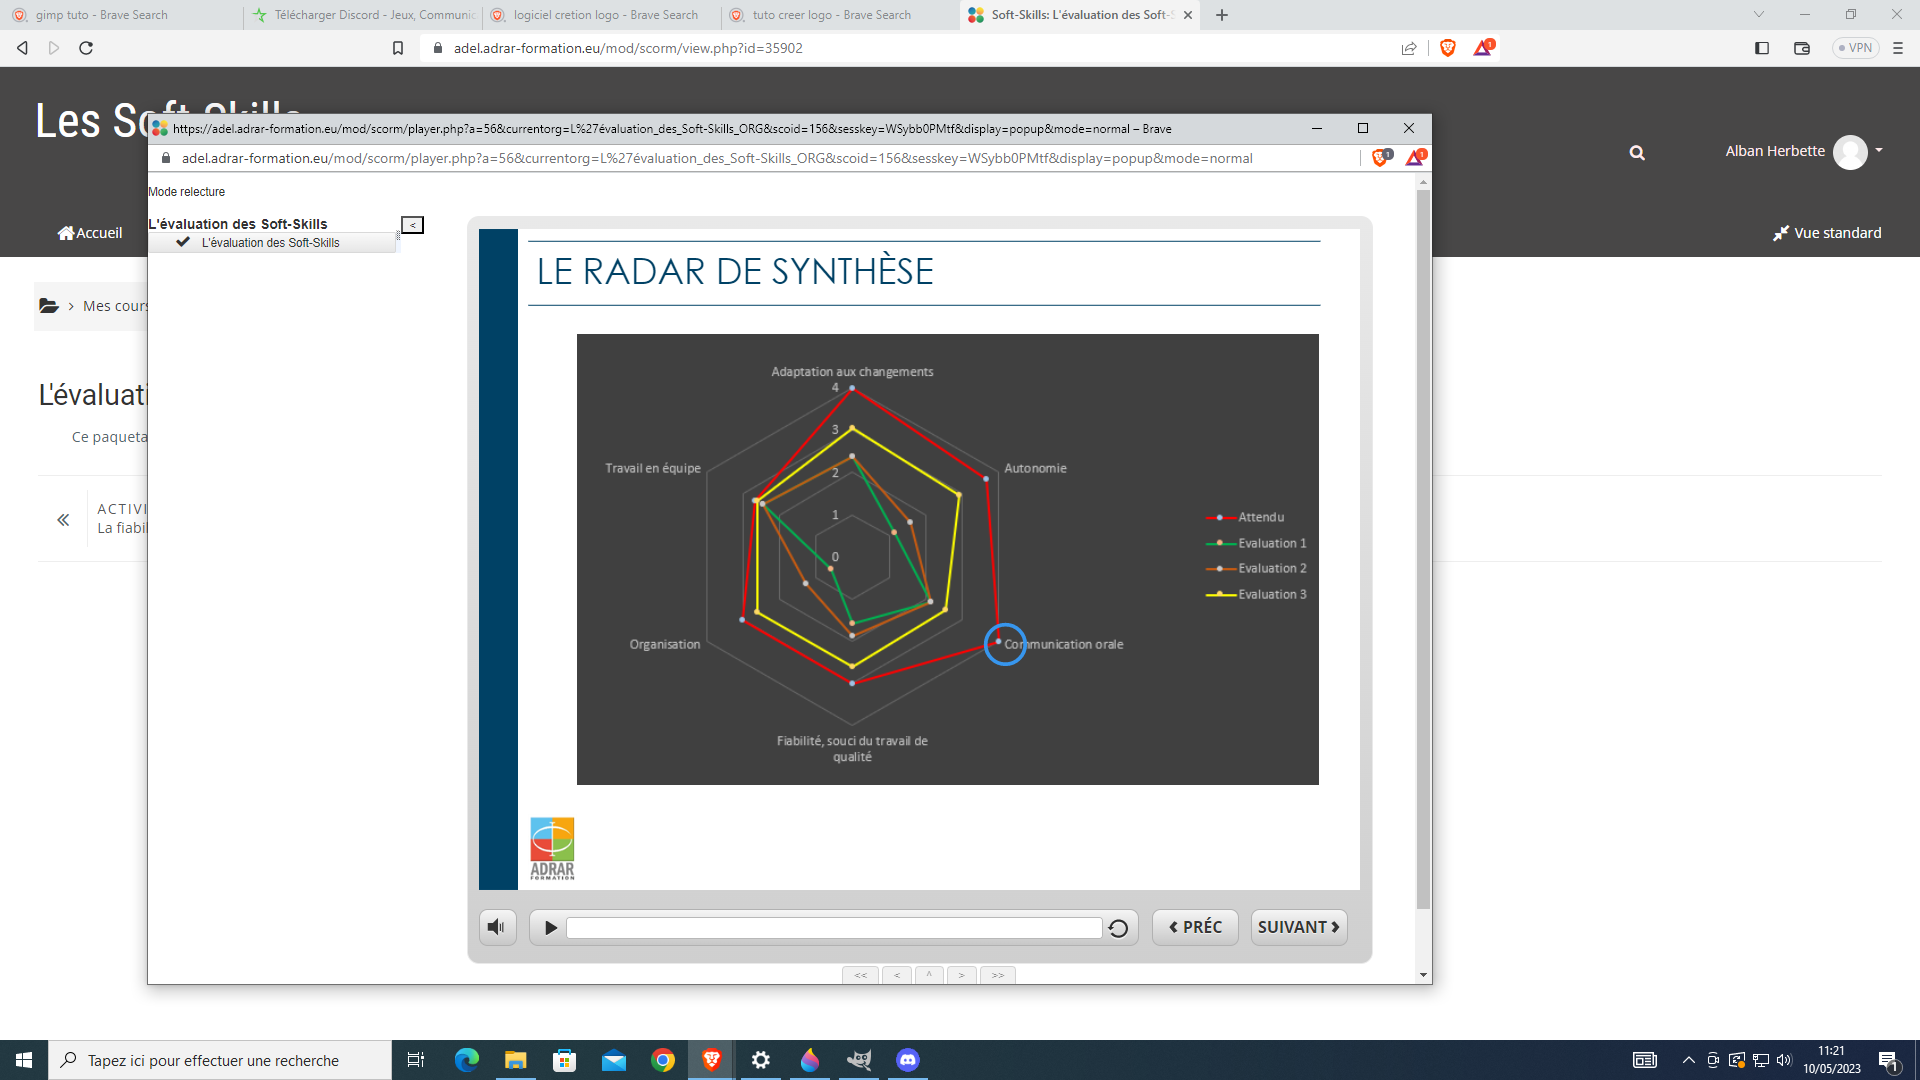 gimp tuto - Brave Search
Télécharger Discord - Jeux, Communic
logiciel cretion logo - Brave Search
tuto creer logo - Brave Search
Soft-Skills: L'évaluation des Soft-S
adel.adrar-formation.eu/mod/scorm/view.php?id=35902
1
VPN
Les Soft-Skills
https://adel.adrar-formation.eu/mod/scorm/player.php?a=56&currentorg=L%27évaluation_des_Soft-Skills_ORG&scoid=156&sesskey=WSybb0PMtf&display=popup&mode=normal – Brave
adel.adrar-formation.eu/mod/scorm/player.php?a=56&currentorg=L%27évaluation_des_Soft-Skills_ORG&scoid=156&sesskey=WSybb0PMtf&display=popup&mode=normal
1
1
Alban Herbette
Mode relecture
L'évaluation des Soft-Skills
<
L'évaluation des Soft-Skills
Accueil
Vue standard
Mes cours
L'évaluati
Ce paqueta
ACTIVI
La fiabil
LE RADAR DE SYNTHÈSE
Adaptation aux changements
4
3
2
1
0
Travail en équipe
Autonomie
Organisation
Communication orale
Fiabilité, souci du travail de
qualité
Attendu
Evaluation 1
Evaluation 2
Evaluation 3
ADRAR
FORMATION
PRÉC
SUIVANT
<<
<
^
>
>>
Tapez ici pour effectuer une recherche
11:21
10/05/2023
1